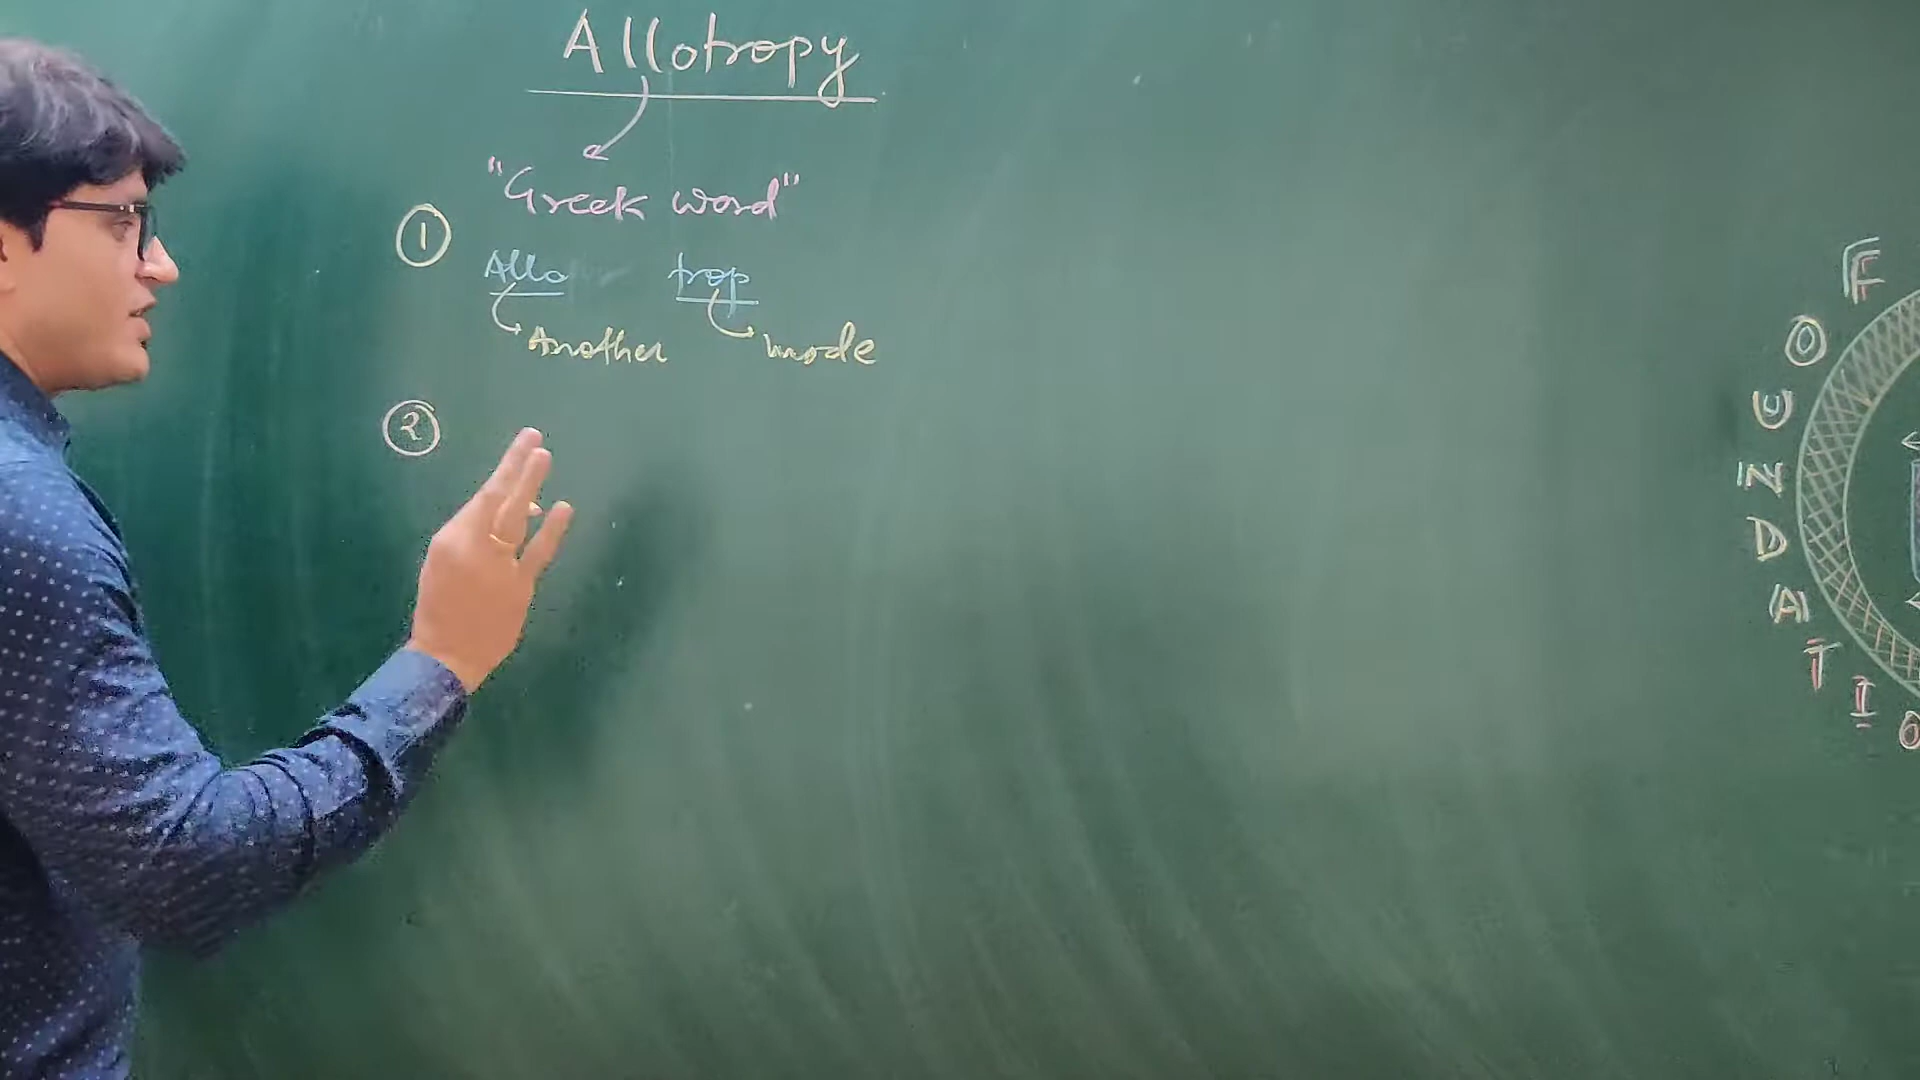 Allotropy
"Greek word"
① Allo trop
Another mode
②
F
O
U
N
D
A
T
I
O